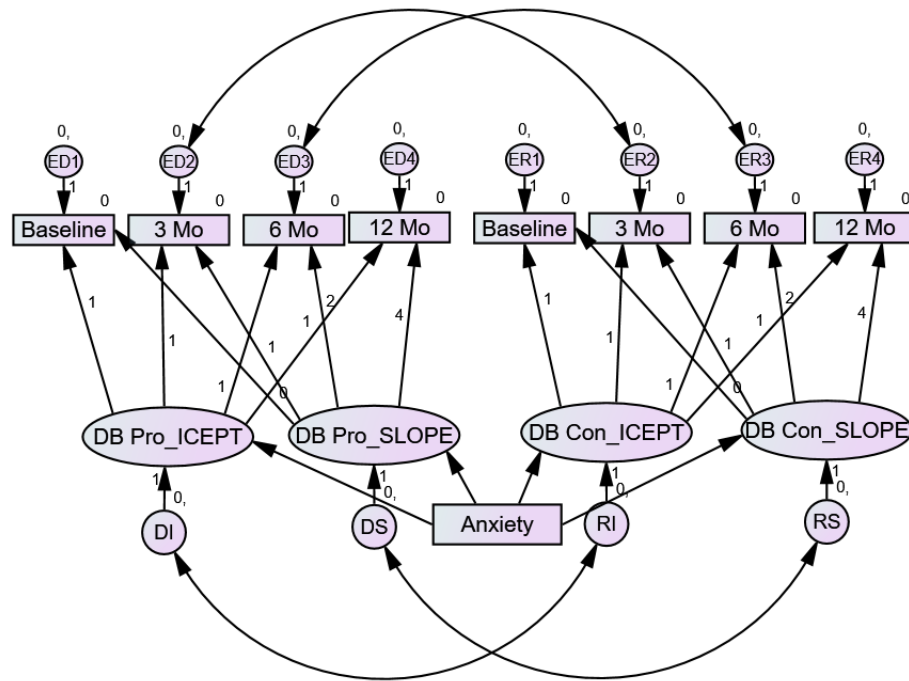 0, 0, 0, 0, 0, 0, 0, 0,
ED1 ED2 ED3 ED4 ER1 ER2 ER3 ER4
1 1 1 1 1 1 1 1
0 0 0 0 0 0 0 0
Baseline 3 Mo 6 Mo 12 Mo Baseline 3 Mo 6 Mo 12 Mo
1 2 1 2
1 4 1 4
1 1 1 1
1 0 1 0
DB Pro_ICEPT DB Pro_SLOPE DB Con_ICEPT DB Con_SLOPE
1 1 1 1
0, 0, 0, 0,
DI DS Anxiety RI RS